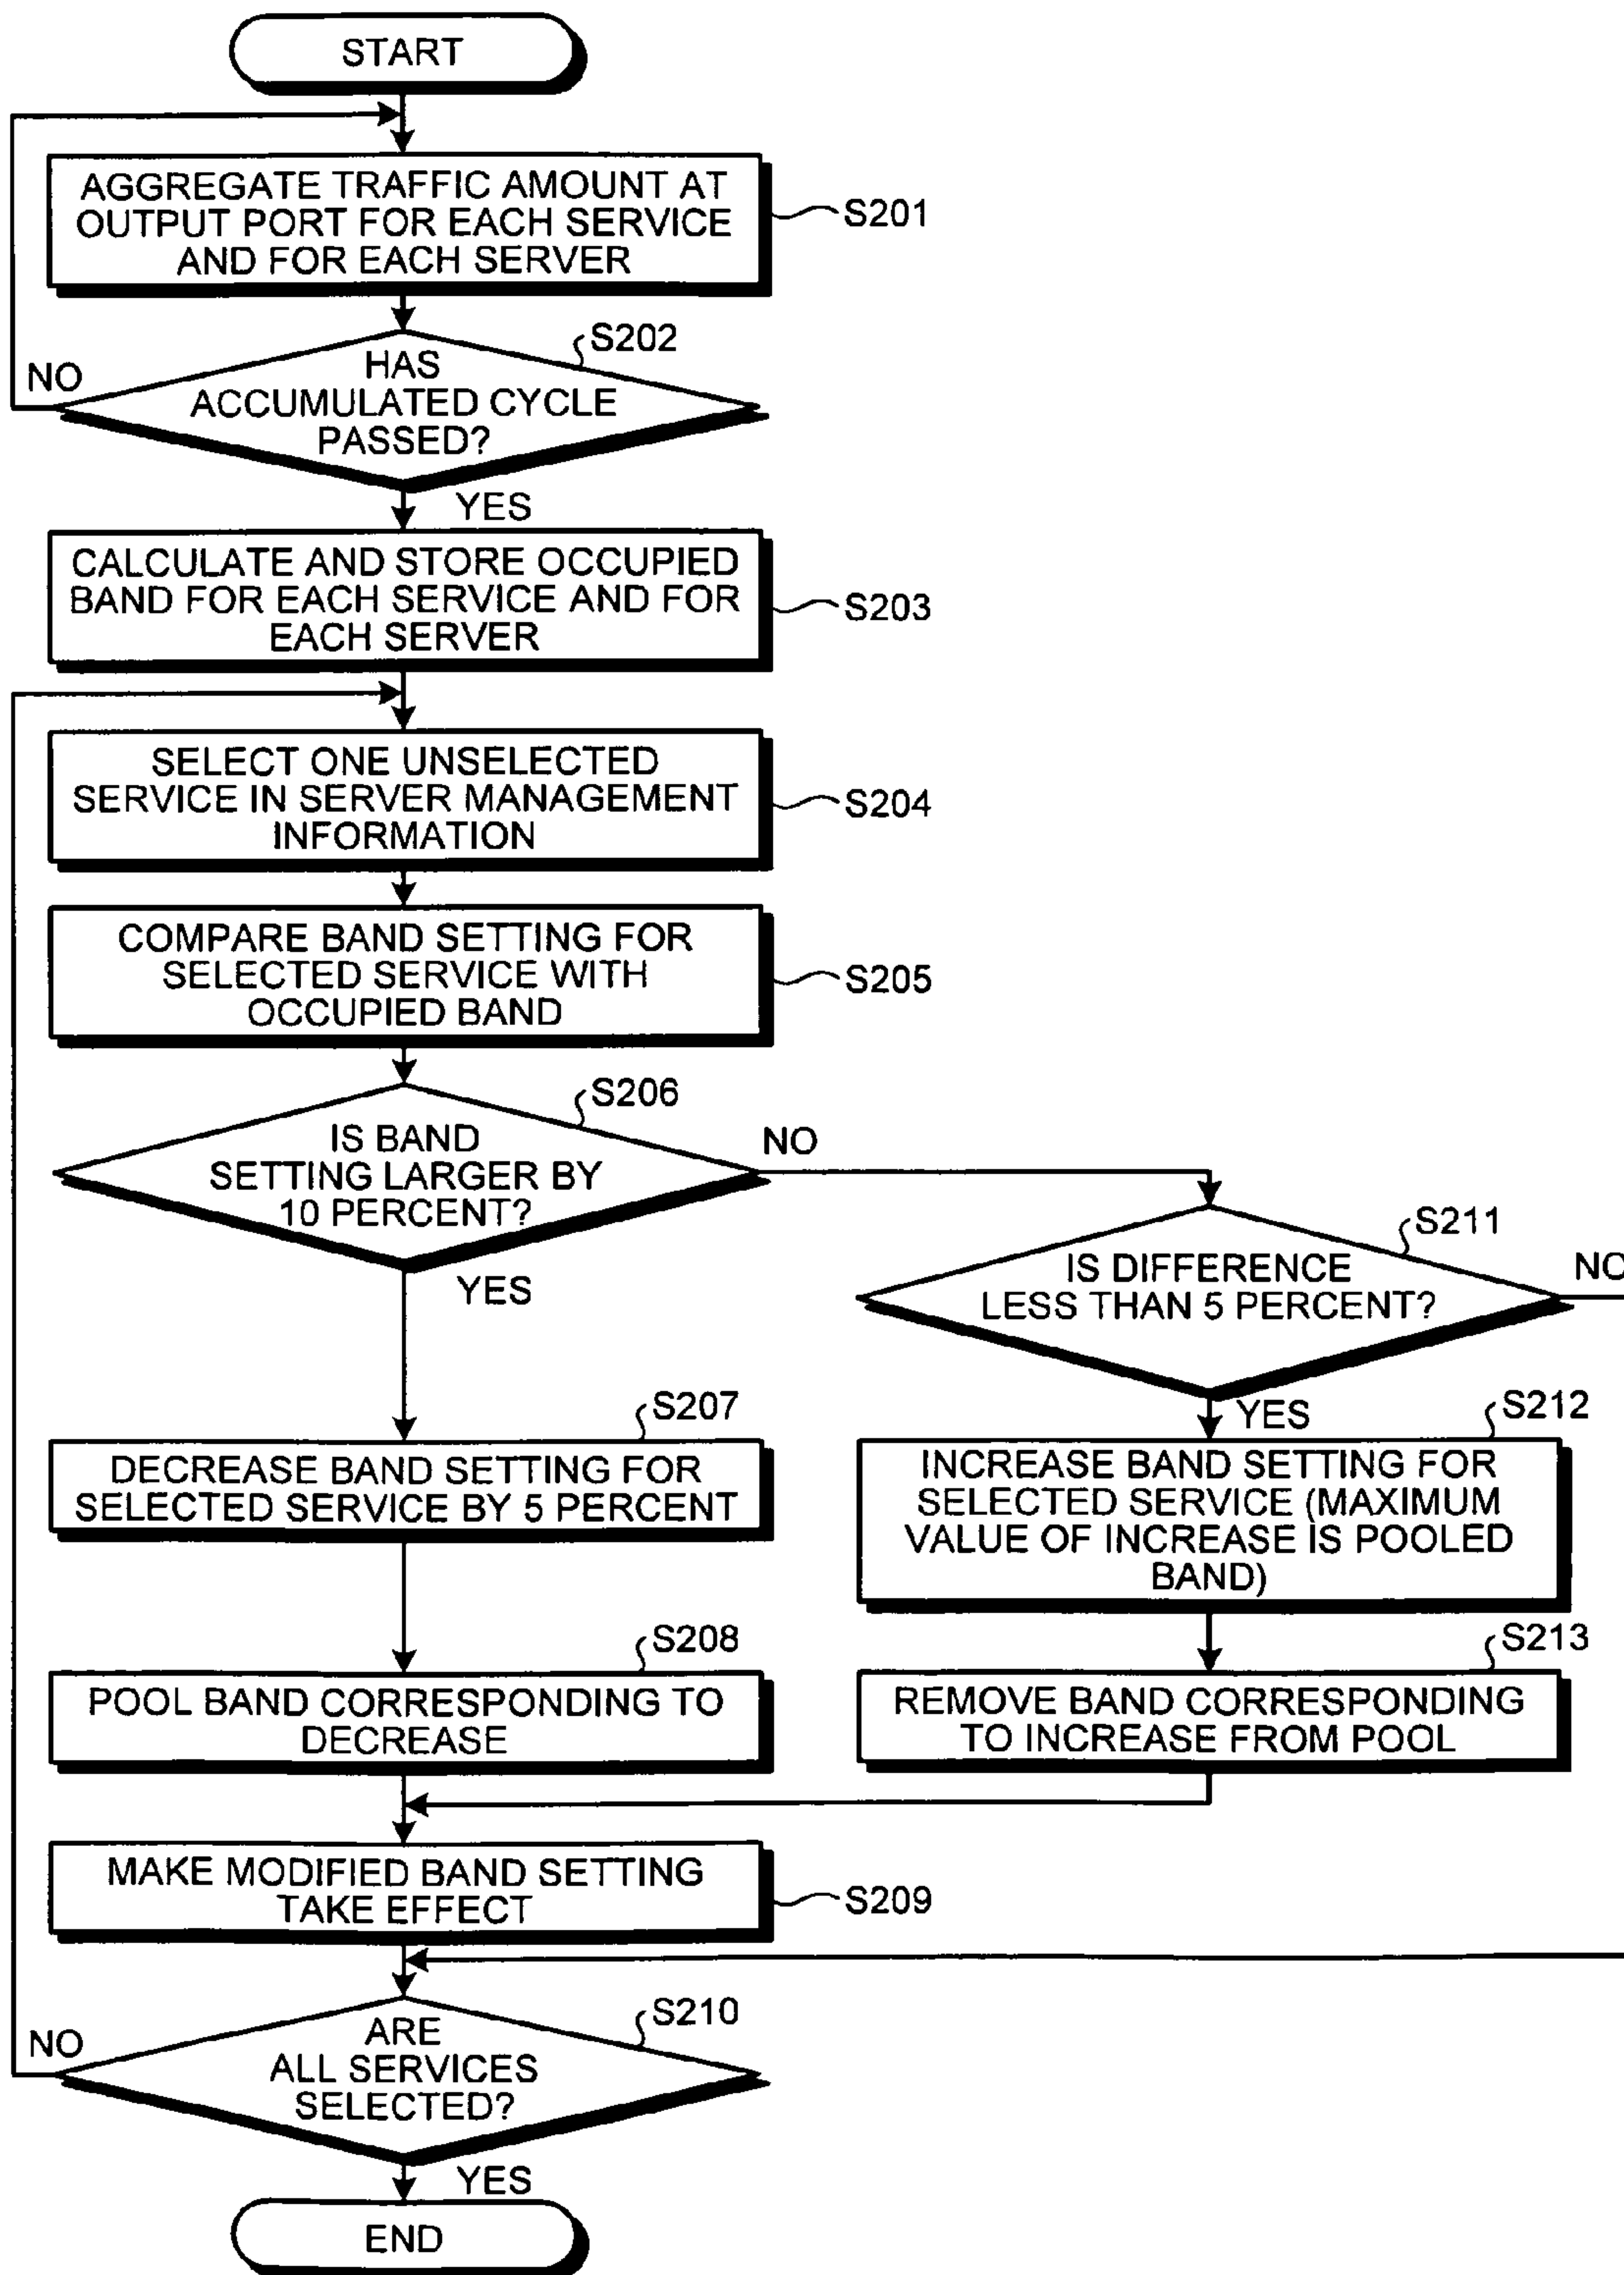 START
AGGREGATE TRAFFIC AMOUNT AT
OUTPUT PORT FOR EACH SERVICE
AND FOR EACH SERVER
S201
S202
HAS
ACCUMULATED CYCLE
PASSED?
NO
YES
CALCULATE AND STORE OCCUPIED
BAND FOR EACH SERVICE AND FOR
EACH SERVER
S203
SELECT ONE UNSELECTED
SERVICE IN SERVER MANAGEMENT
INFORMATION
S204
COMPARE BAND SETTING FOR
SELECTED SERVICE WITH
OCCUPIED BAND
S205
S206
IS BAND
SETTING LARGER BY
10 PERCENT?
NO
YES
S211
IS DIFFERENCE
LESS THAN 5 PERCENT?
NO
YES
S207
DECREASE BAND SETTING FOR
SELECTED SERVICE BY 5 PERCENT
S212
INCREASE BAND SETTING FOR
SELECTED SERVICE (MAXIMUM
VALUE OF INCREASE IS POOLED
BAND)
S208
POOL BAND CORRESPONDING TO
DECREASE
S213
REMOVE BAND CORRESPONDING
TO INCREASE FROM POOL
MAKE MODIFIED BAND SETTING
TAKE EFFECT
S209
S210
ARE
ALL SERVICES
SELECTED?
NO
YES
END